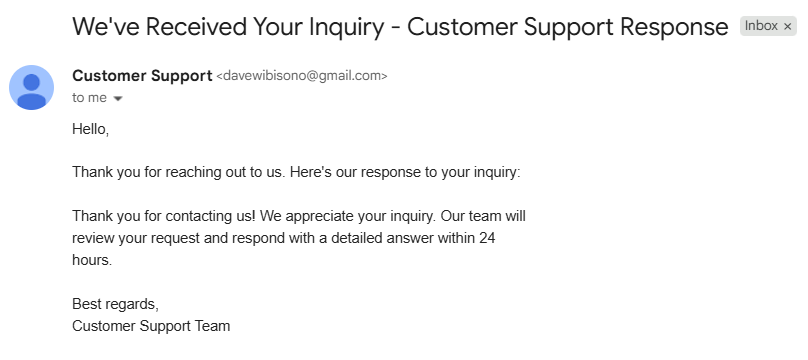 We've Received Your Inquiry - Customer Support Response Inbox ×
Customer Support <davewibisono@gmail.com>
to me
Hello,
Thank you for reaching out to us. Here's our response to your inquiry:
Thank you for contacting us! We appreciate your inquiry. Our team will
review your request and respond with a detailed answer within 24
hours.
Best regards,
Customer Support Team